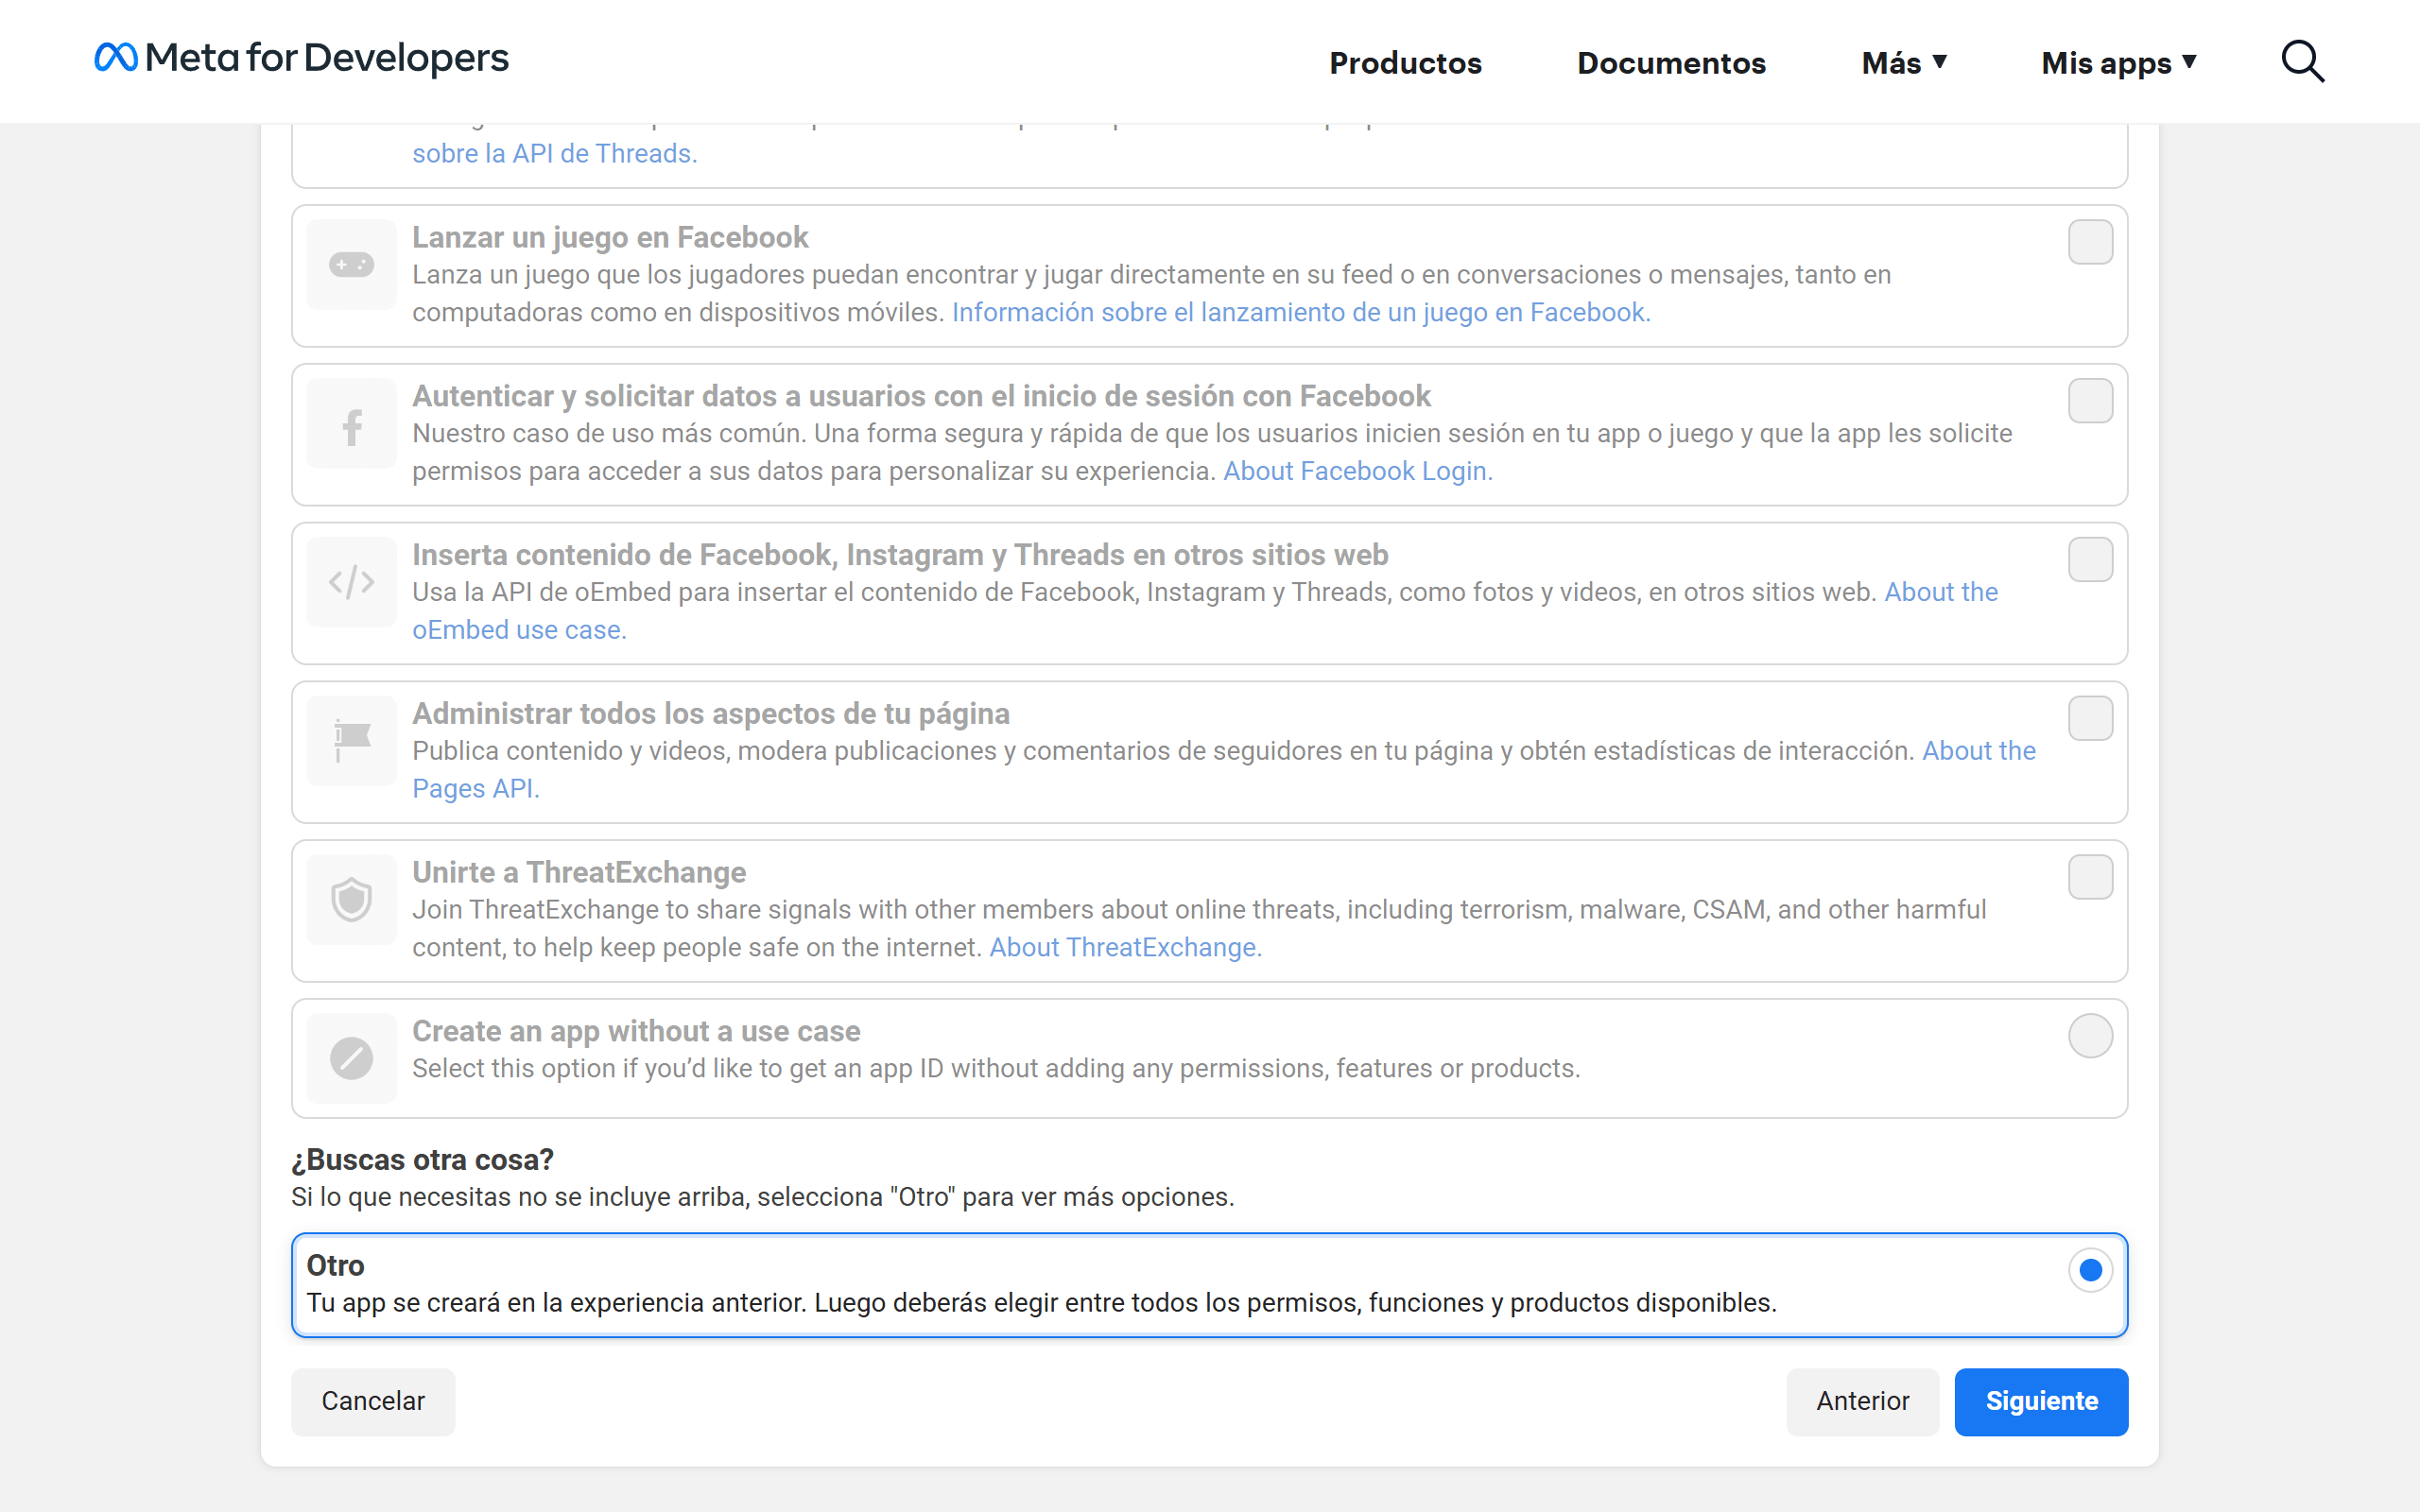 Meta for Developers
Productos
Documentos
Más
Mis apps
sobre la API de Threads.
Lanzar un juego en Facebook
Lanza un juego que los jugadores puedan encontrar y jugar directamente en su feed o en conversaciones o mensajes, tanto en
computadoras como en dispositivos móviles. Información sobre el lanzamiento de un juego en Facebook.
Autenticar y solicitar datos a usuarios con el inicio de sesión con Facebook
Nuestro caso de uso más común. Una forma segura y rápida de que los usuarios inicien sesión en tu app o juego y que la app les solicite
permisos para acceder a sus datos para personalizar su experiencia. About Facebook Login.
Inserta contenido de Facebook, Instagram y Threads en otros sitios web
Usa la API de oEmbed para insertar el contenido de Facebook, Instagram y Threads, como fotos y videos, en otros sitios web. About the
oEmbed use case.
Administrar todos los aspectos de tu página
Publica contenido y videos, modera publicaciones y comentarios de seguidores en tu página y obtén estadísticas de interacción. About the
Pages API.
Unirte a ThreatExchange
Join ThreatExchange to share signals with other members about online threats, including terrorism, malware, CSAM, and other harmful
content, to help keep people safe on the internet. About ThreatExchange.
Create an app without a use case
Select this option if you’d like to get an app ID without adding any permissions, features or products.
¿Buscas otra cosa?
Si lo que necesitas no se incluye arriba, selecciona "Otro" para ver más opciones.
Otro
Tu app se creará en la experiencia anterior. Luego deberás elegir entre todos los permisos, funciones y productos disponibles.
Cancelar
Anterior
Siguiente